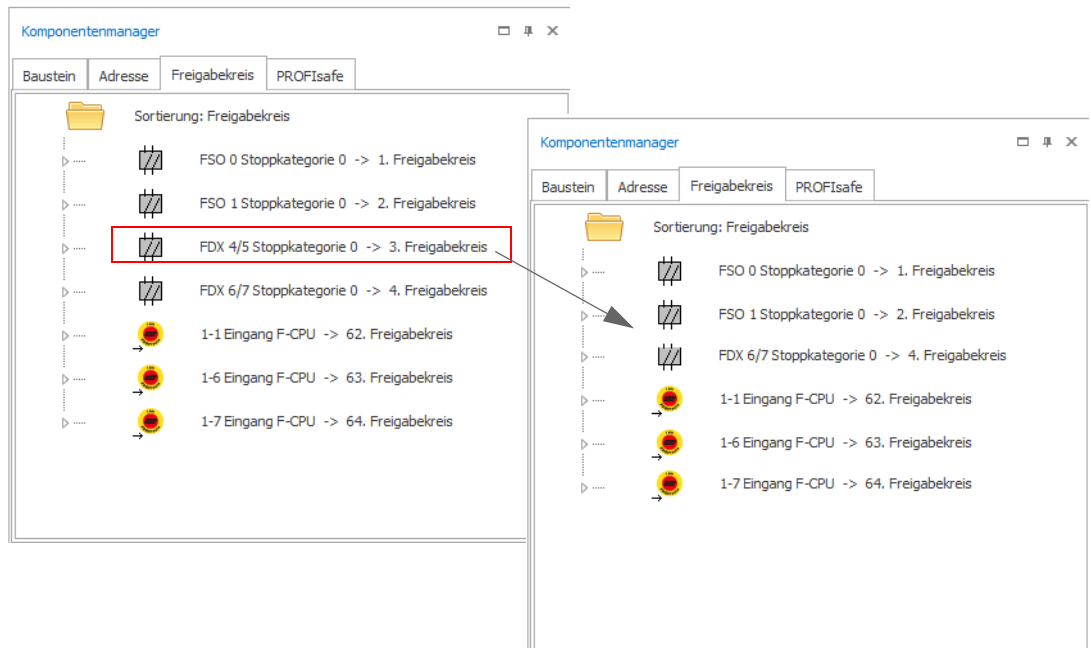 Komponentenmanager
Baustein Adresse Freigabekreis PROFIsafe
Sortierung: Freigabekreis
FSO 0 Stoppkategorie 0 -> 1. Freigabekreis
FSO 1 Stoppkategorie 0 -> 2. Freigabekreis
FDX 4/5 Stoppkategorie 0 -> 3. Freigabekreis
FDX 6/7 Stoppkategorie 0 -> 4. Freigabekreis
1-1 Eingang F-CPU -> 62. Freigabekreis
1-6 Eingang F-CPU -> 63. Freigabekreis
1-7 Eingang F-CPU -> 64. Freigabekreis
Komponentenmanager
Baustein Adresse Freigabekreis PROFIsafe
Sortierung: Freigabekreis
FSO 0 Stoppkategorie 0 -> 1. Freigabekreis
FSO 1 Stoppkategorie 0 -> 2. Freigabekreis
FDX 6/7 Stoppkategorie 0 -> 4. Freigabekreis
1-1 Eingang F-CPU -> 62. Freigabekreis
1-6 Eingang F-CPU -> 63. Freigabekreis
1-7 Eingang F-CPU -> 64. Freigabekreis